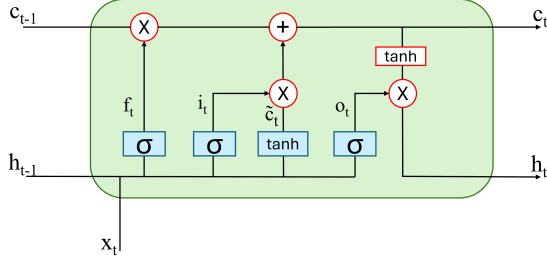 c_{t-1} X + c_t
tanh
f_t i_t X c̃_t o_t X
σ σ tanh σ
h_{t-1} h_t
x_t